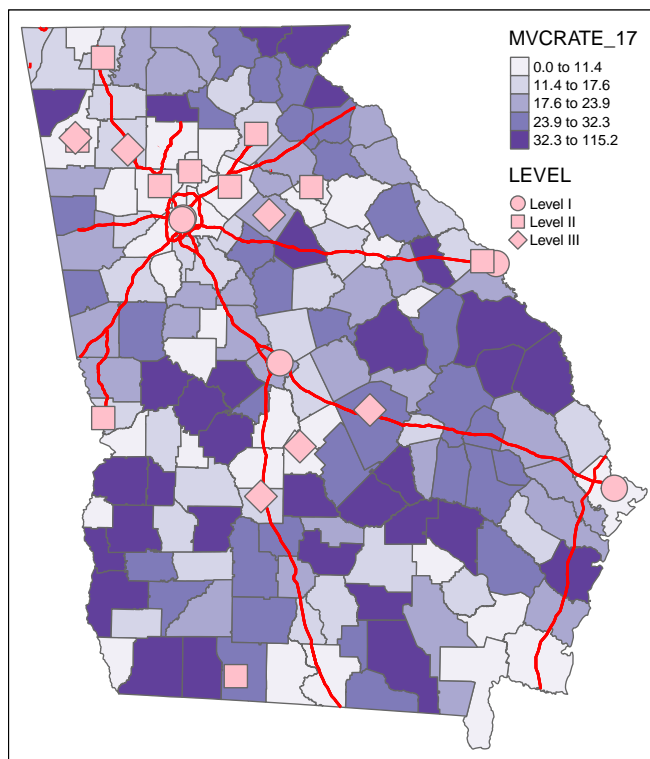 MVCRATE_17
0.0 to 11.4
11.4 to 17.6
17.6 to 23.9
23.9 to 32.3
32.3 to 115.2
LEVEL
Level I
Level II
Level III